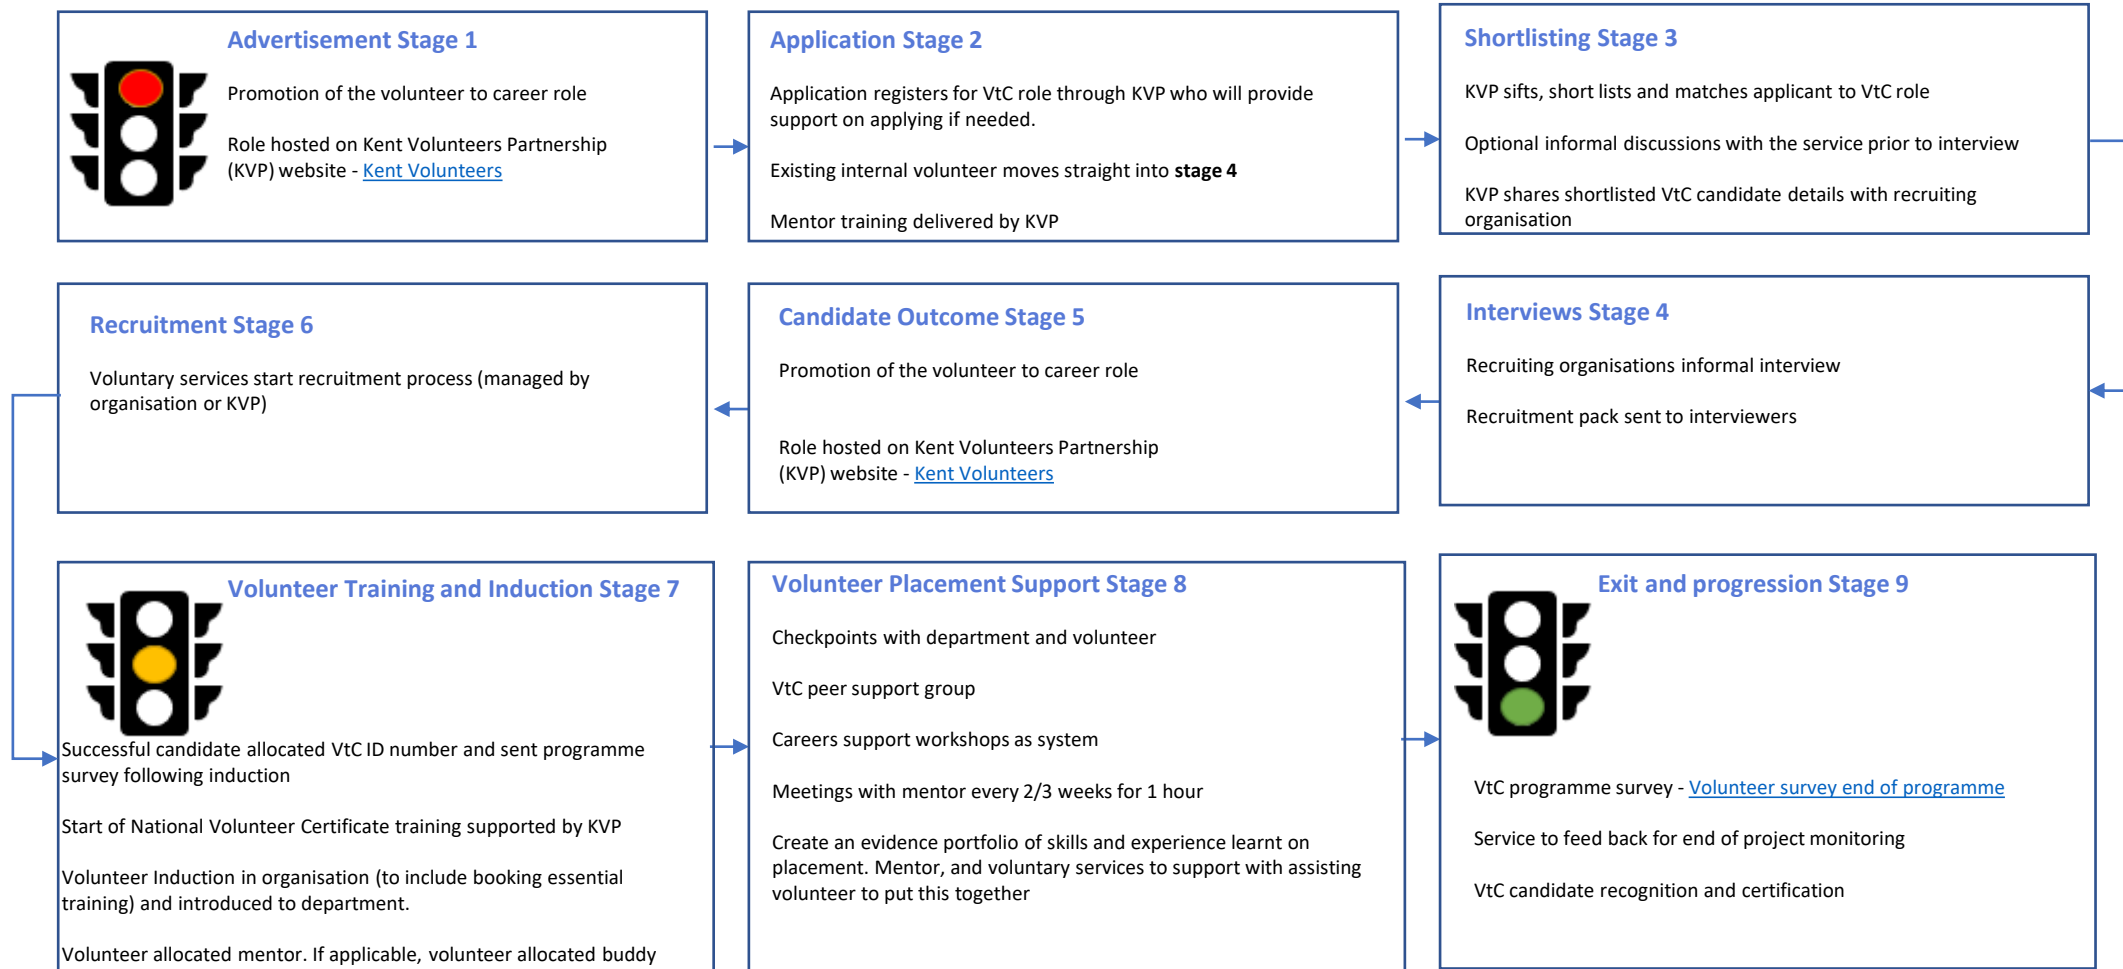 Advertisement Stage 1
Promotion of the volunteer to career role
Role hosted on Kent Volunteers Partnership
(KVP) website - Kent Volunteers
Application Stage 2
Application registers for VtC role through KVP who will provide
support on applying if needed.
Existing internal volunteer moves straight into stage 4
Mentor training delivered by KVP
Shortlisting Stage 3
KVP sifts, short lists and matches applicant to VtC role
Optional informal discussions with the service prior to interview
KVP shares shortlisted VtC candidate details with recruiting
organisation
Interviews Stage 4
Recruiting organisations informal interview
Recruitment pack sent to interviewers
Candidate Outcome Stage 5
Promotion of the volunteer to career role
Role hosted on Kent Volunteers Partnership
(KVP) website - Kent Volunteers
Recruitment Stage 6
Voluntary services start recruitment process (managed by
organisation or KVP)
Volunteer Training and Induction Stage 7
Successful candidate allocated VtC ID number and sent programme
survey following induction
Start of National Volunteer Certificate training supported by KVP
Volunteer Induction in organisation (to include booking essential
training) and introduced to department.
Volunteer allocated mentor. If applicable, volunteer allocated buddy
Volunteer Placement Support Stage 8
Checkpoints with department and volunteer
VtC peer support group
Careers support workshops as system
Meetings with mentor every 2/3 weeks for 1 hour
Create an evidence portfolio of skills and experience learnt on
placement. Mentor, and voluntary services to support with assisting
volunteer to put this together
Exit and progression Stage 9
VtC programme survey - Volunteer survey end of programme
Service to feed back for end of project monitoring
VtC candidate recognition and certification